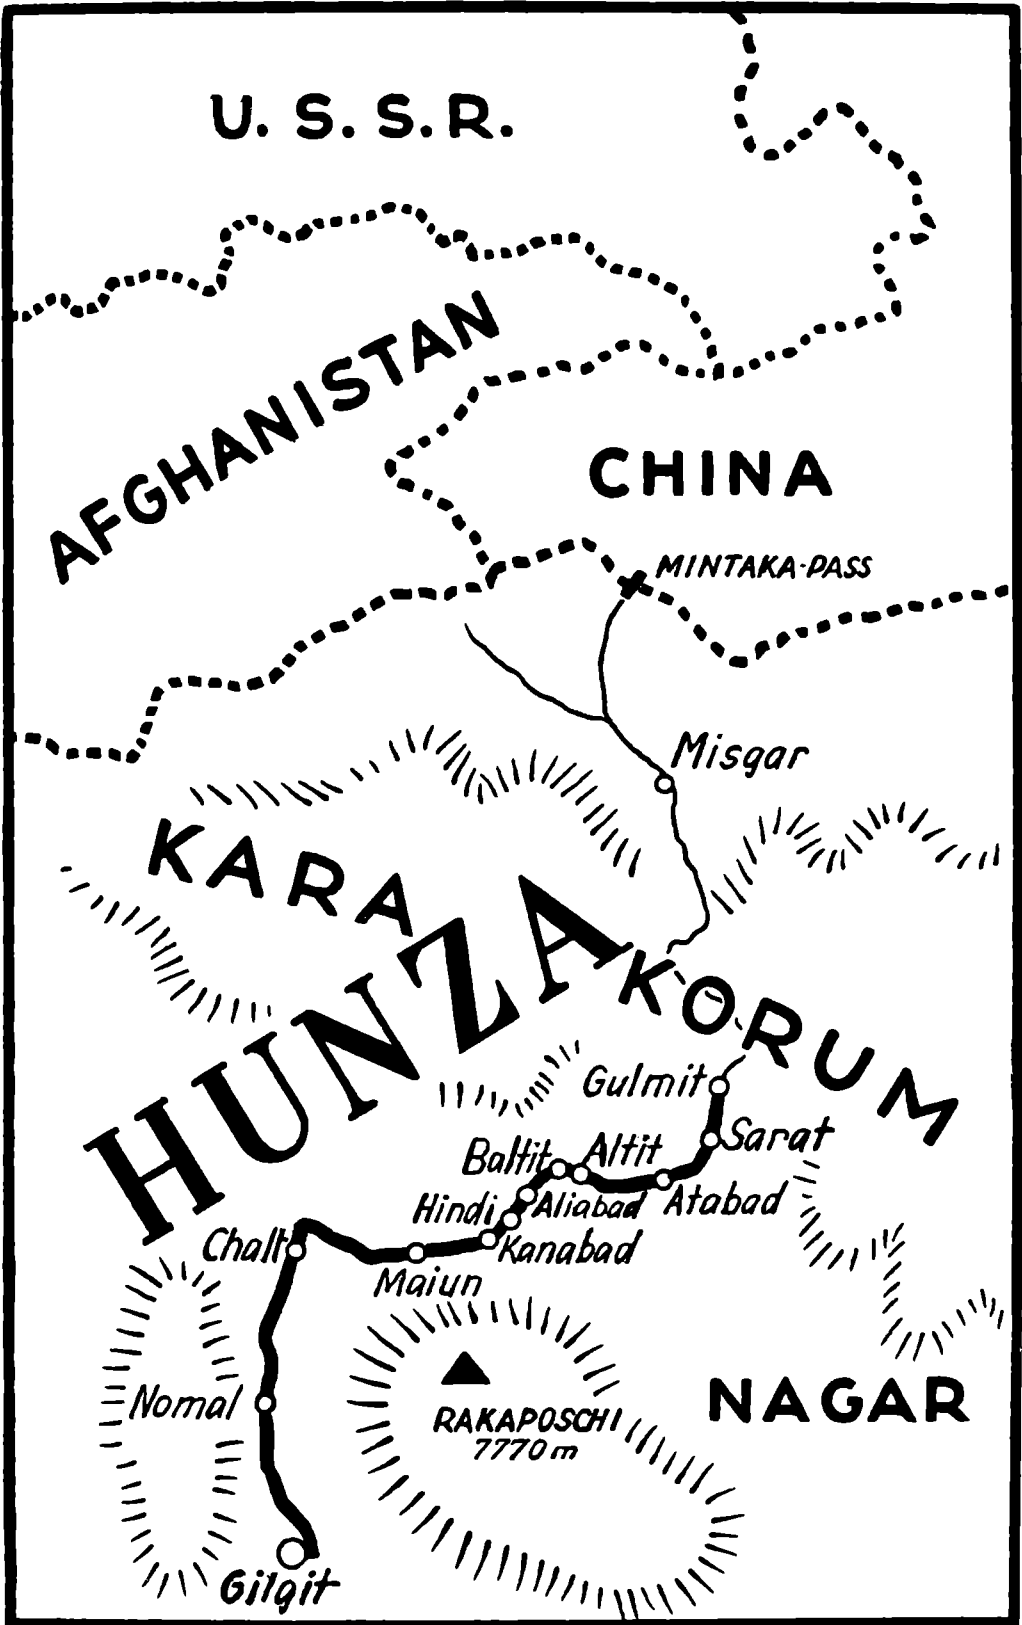 U. S. S. R.
AFGHANISTAN
CHINA
MINTAKA-PASS
Misgar
KARA
KORUM
HUNZA
Gulmit
Sarat
Baltit
Altit
Hindi
Aliabad
Atabad
Chalt
Kanabad
Maiun
Nomal
NAGAR
RAKAPOSCHI
7770 m
Gilgit